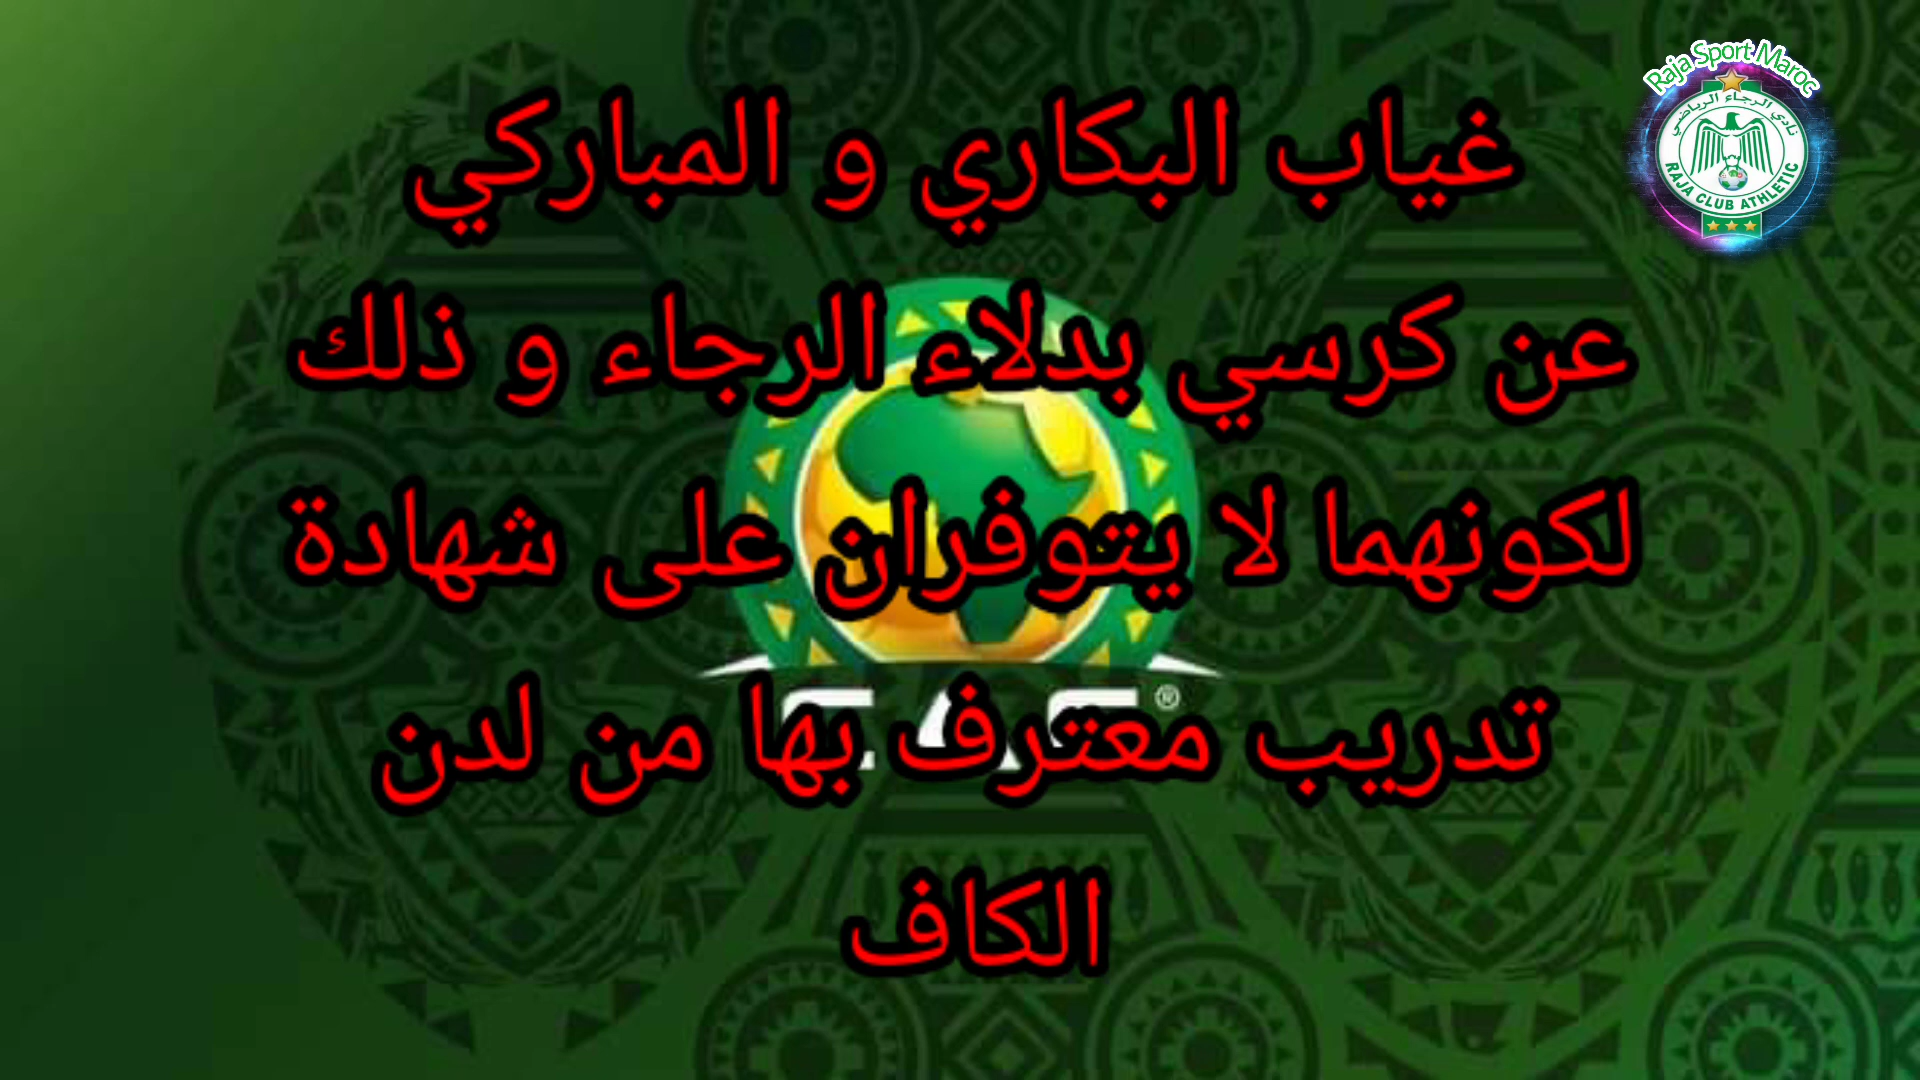 Raja Sport Maroc
نادي الرجاء الرياضي
RAJA CLUB ATHLETIC
غياب البكاري و المباركي
عن كرسي بدلاء الرجاء و ذلك
لكونهما لا يتوفران على شهادة
تدريب معترف بها من لدن
الكاف
CAF®